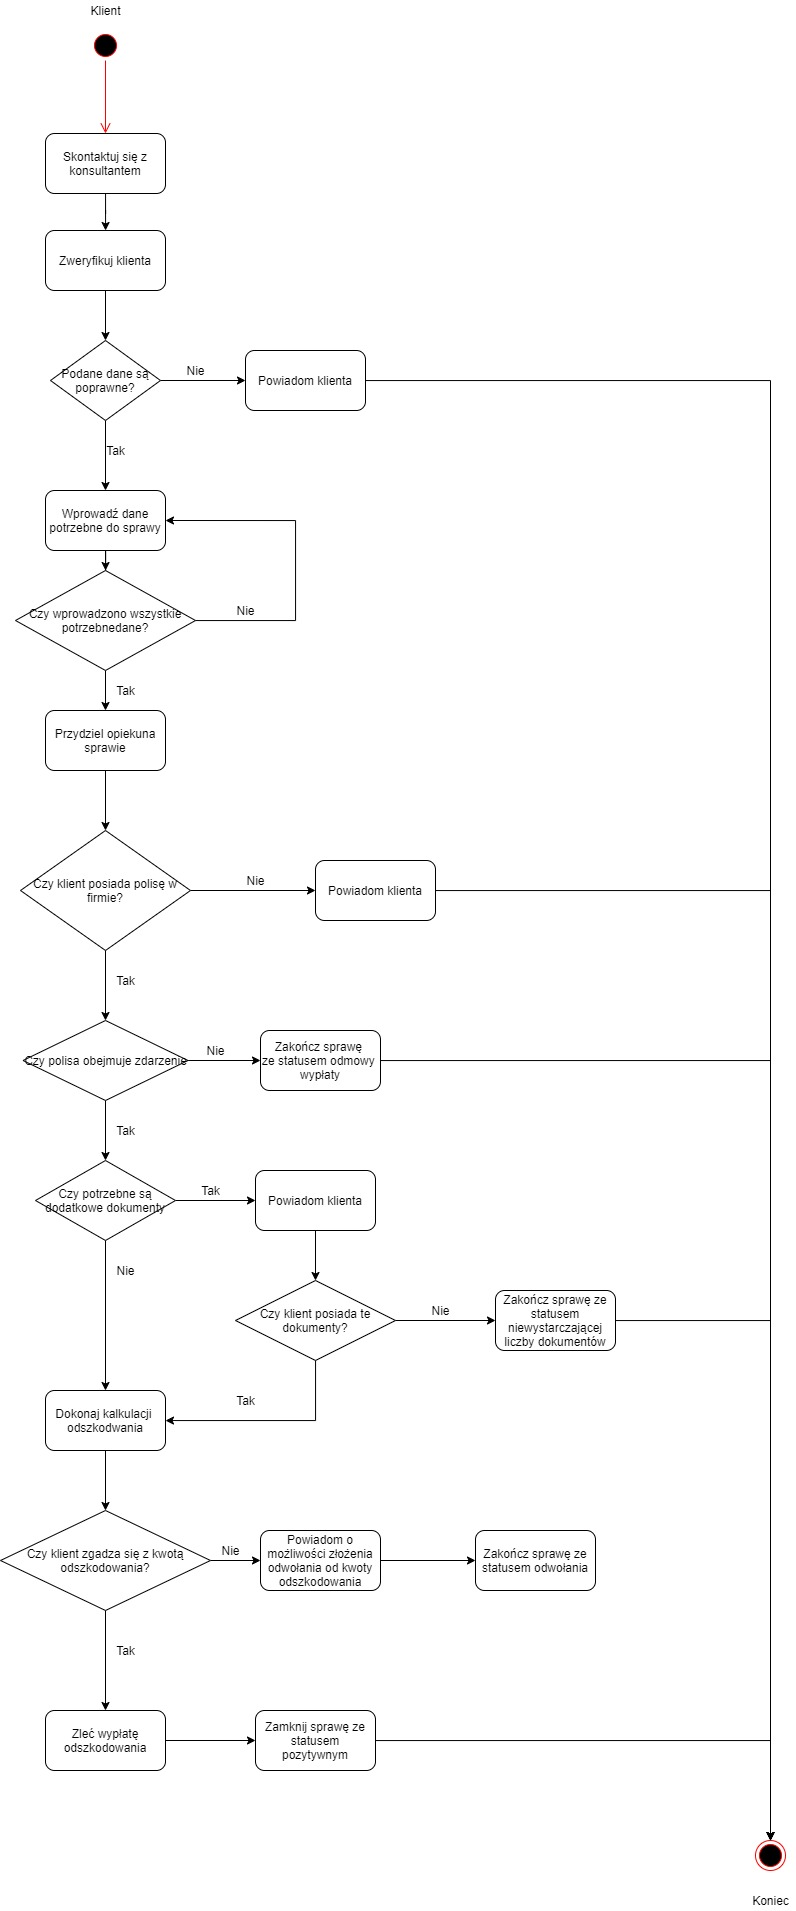 Klient
Skontaktuj się z
konsultantem
Zweryfikuj klienta
Podane dane są
poprawne?
Nie
Powiadom klienta
Tak
Wprowadź dane
potrzebne do sprawy
Czy wprowadzono wszystkie
potrzebnedane?
Nie
Tak
Przydziel opiekuna
sprawie
Czy klient posiada polisę w
firmie?
Nie
Powiadom klienta
Tak
Czy polisa obejmuje zdarzenie
Nie
Zakończ sprawę
ze statusem odmowy
wypłaty
Tak
Czy potrzebne są
dodatkowe dokumenty
Tak
Powiadom klienta
Nie
Czy klient posiada te
dokumenty?
Nie
Zakończ sprawę ze
statusem
niewystarczającej
liczby dokumentów
Tak
Dokonaj kalkulacji
odszkodwania
Czy klient zgadza się z kwotą
odszkodowania?
Nie
Powiadom o
możliwości złożenia
odwołania od kwoty
odszkodowania
Zakończ sprawę ze
statusem odwołania
Tak
Zleć wypłatę
odszkodowania
Zamknij sprawę ze
statusem
pozytywnym
Koniec